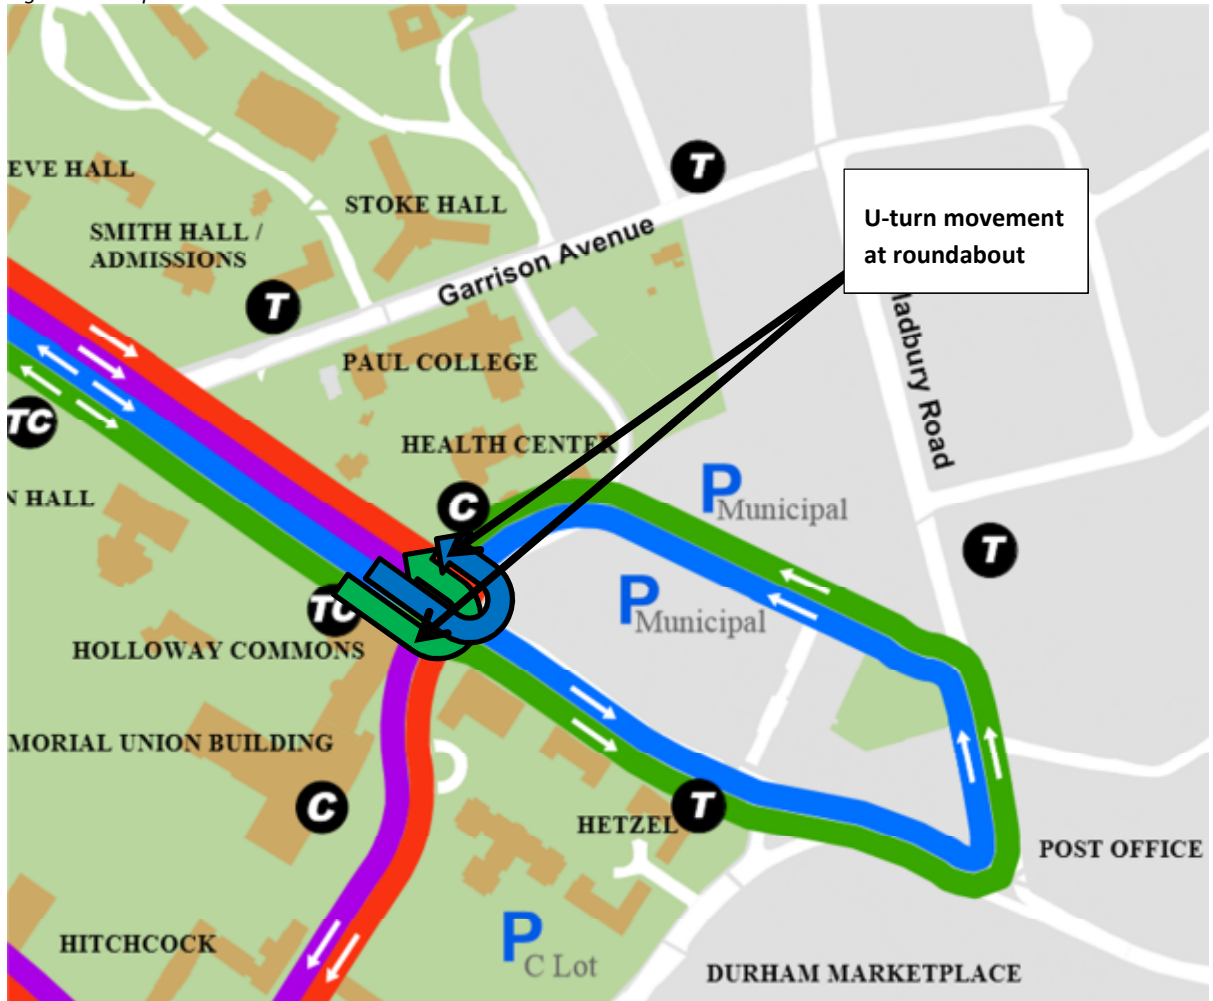 T
EVE HALL
STOKE HALL
SMITH HALL /
ADMISSIONS
U-turn movement
at roundabout
Garrison Avenue
T
PAUL COLLEGE
adbury Road
TC
HEALTH CENTER
N HALL
C
P
Municipal
T
P
Municipal
TC
HOLLOWAY COMMONS
MORIAL UNION BUILDING
C
T
HETZEL
POST OFFICE
HITCHCOCK
P
C Lot
DURHAM MARKETPLACE